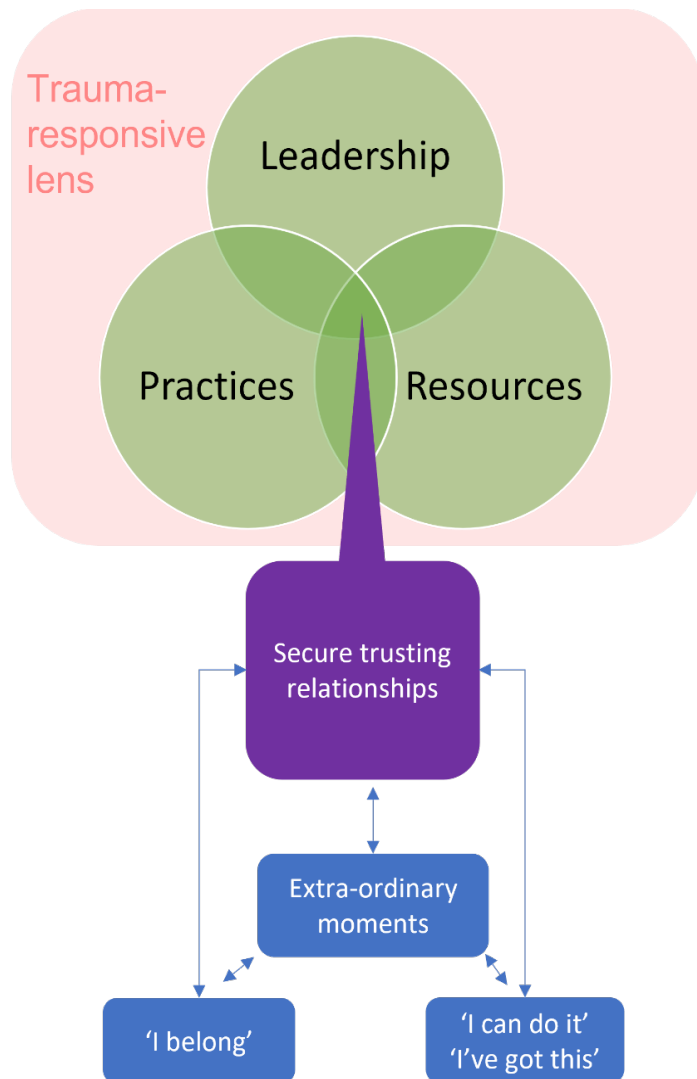 Trauma-
responsive
lens
Leadership
Practices
Resources
Secure trusting
relationships
Extra-ordinary
moments
‘I belong’
‘I can do it’
‘I’ve got this’